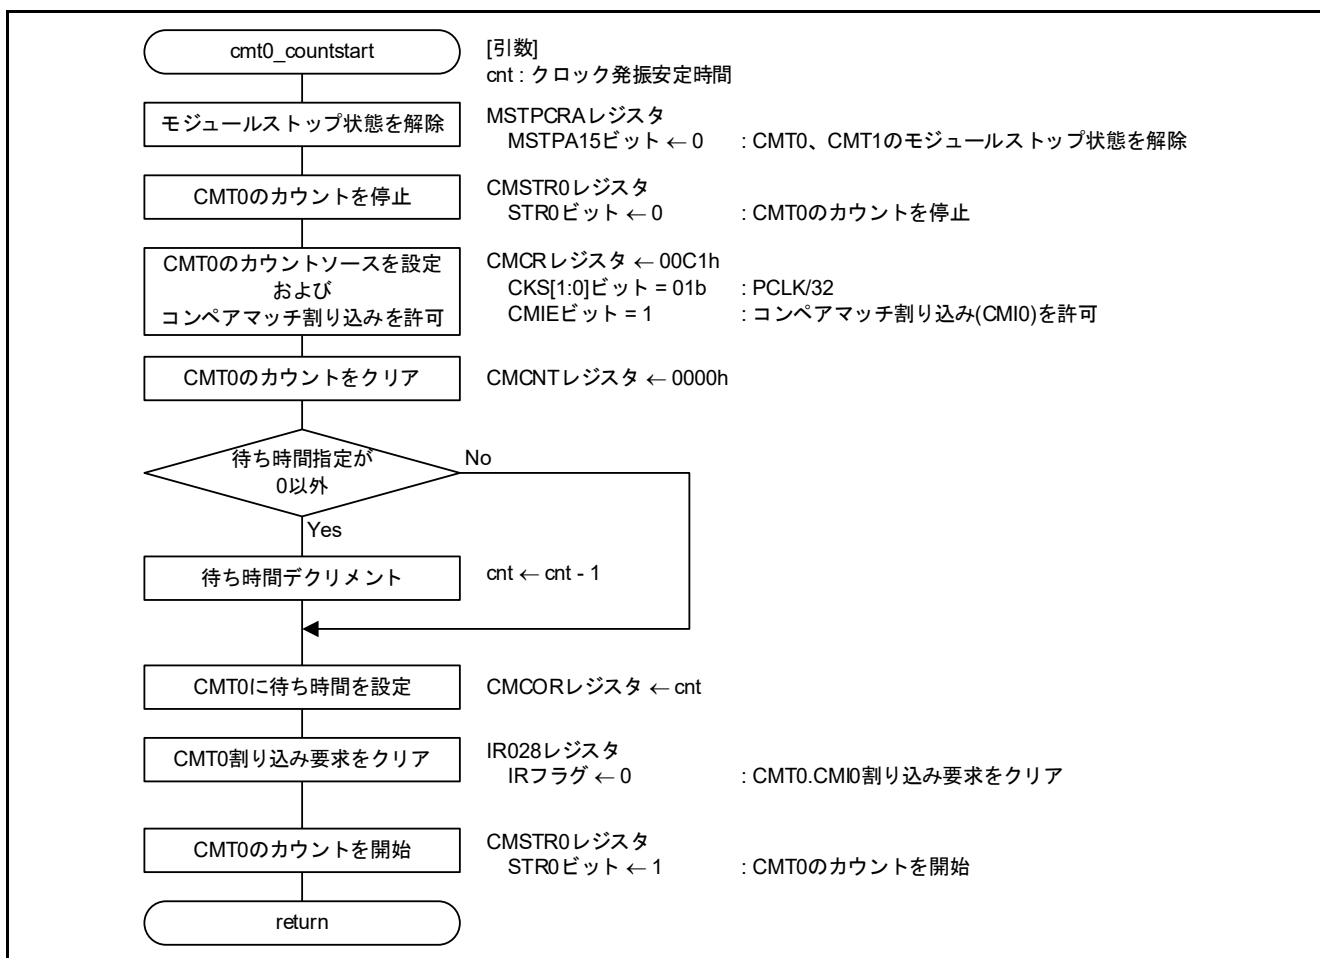 cmt0_countstart
[引数]
cnt : クロック発振安定時間
モジュールストップ状態を解除
MSTPCRAレジスタ
MSTPA15ビット ← 0 : CMT0、CMT1のモジュールストップ状態を解除
CMT0のカウントを停止
CMSTR0レジスタ
STR0ビット ← 0 : CMT0のカウントを停止
CMT0のカウントソースを設定
および
コンペアマッチ割り込みを許可
CMCRレジスタ ← 00C1h
CKS[1:0]ビット = 01b : PCLK/32
CMIEビット = 1 : コンペアマッチ割り込み(CMI0)を許可
CMT0のカウントをクリア
CMCNTレジスタ ← 0000h
待ち時間指定が
0以外
No
Yes
待ち時間デクリメント
cnt ← cnt - 1
CMT0に待ち時間を設定
CMCORレジスタ ← cnt
CMT0割り込み要求をクリア
IR028レジスタ
IRフラグ ← 0 : CMT0.CMI0割り込み要求をクリア
CMT0のカウントを開始
CMSTR0レジスタ
STR0ビット ← 1 : CMT0のカウントを開始
return